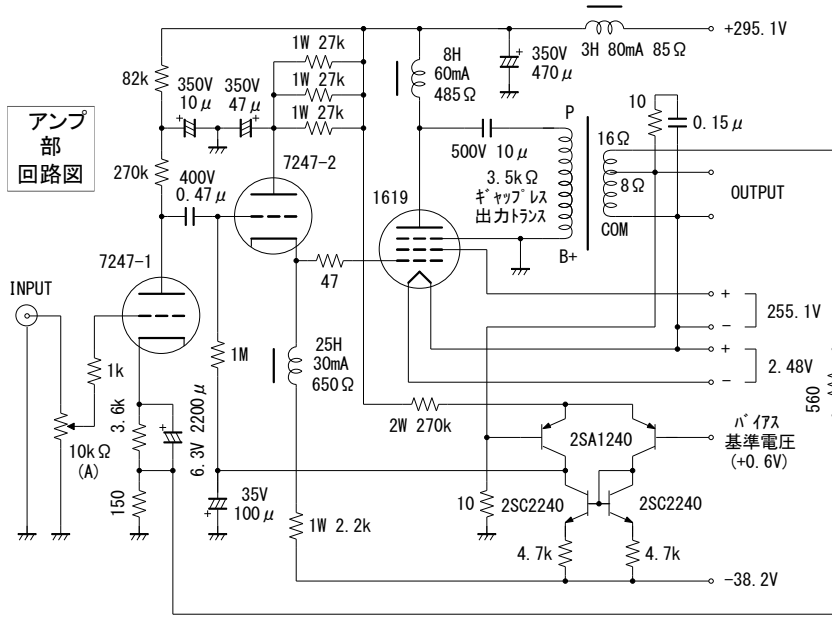 3H 80mA 85Ω
+295.1V
1W 27k
1W 27k
1W 27k
8H
60mA
485Ω
350V
470μ
82k
350V
10μ
350V
47μ
アンプ
部
回路図
10
0.15μ
P
16Ω
8Ω
COM
OUTPUT
560
500V 10μ
3.5kΩ
ギャップレス
出力トランス
B+
270k
400V
0.47μ
7247-2
1619
7247-1
INPUT
47
+
−
255.1V
+
−
2.48V
560
1k
1M
25H
30mA
650Ω
3.6k
6.3V 2200μ
10kΩ
(A)
150
35V
100μ
1W 2.2k
2W 270k
2SA1240
バイアス
基準電圧
(+0.6V)
10
2SC2240
2SC2240
4.7k
4.7k
-38.2V